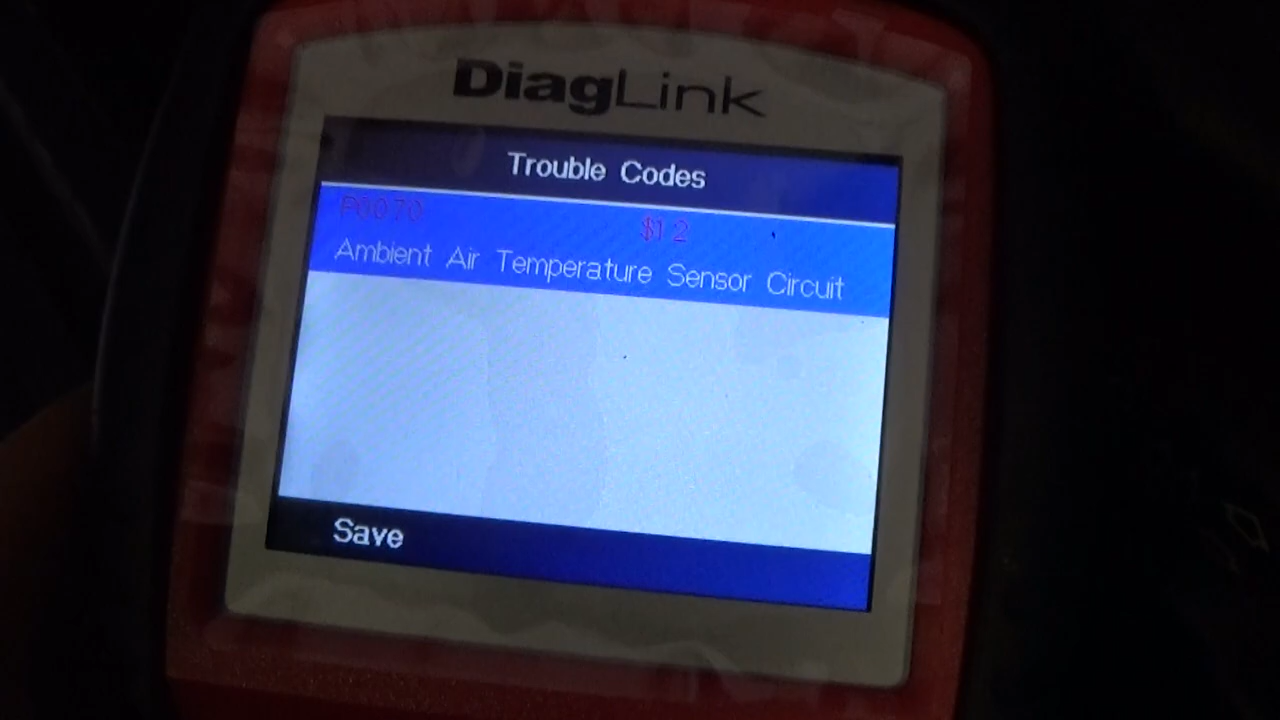 DiagLink
Trouble Codes
P0070 $12
Ambient Air Temperature Sensor Circuit
Save